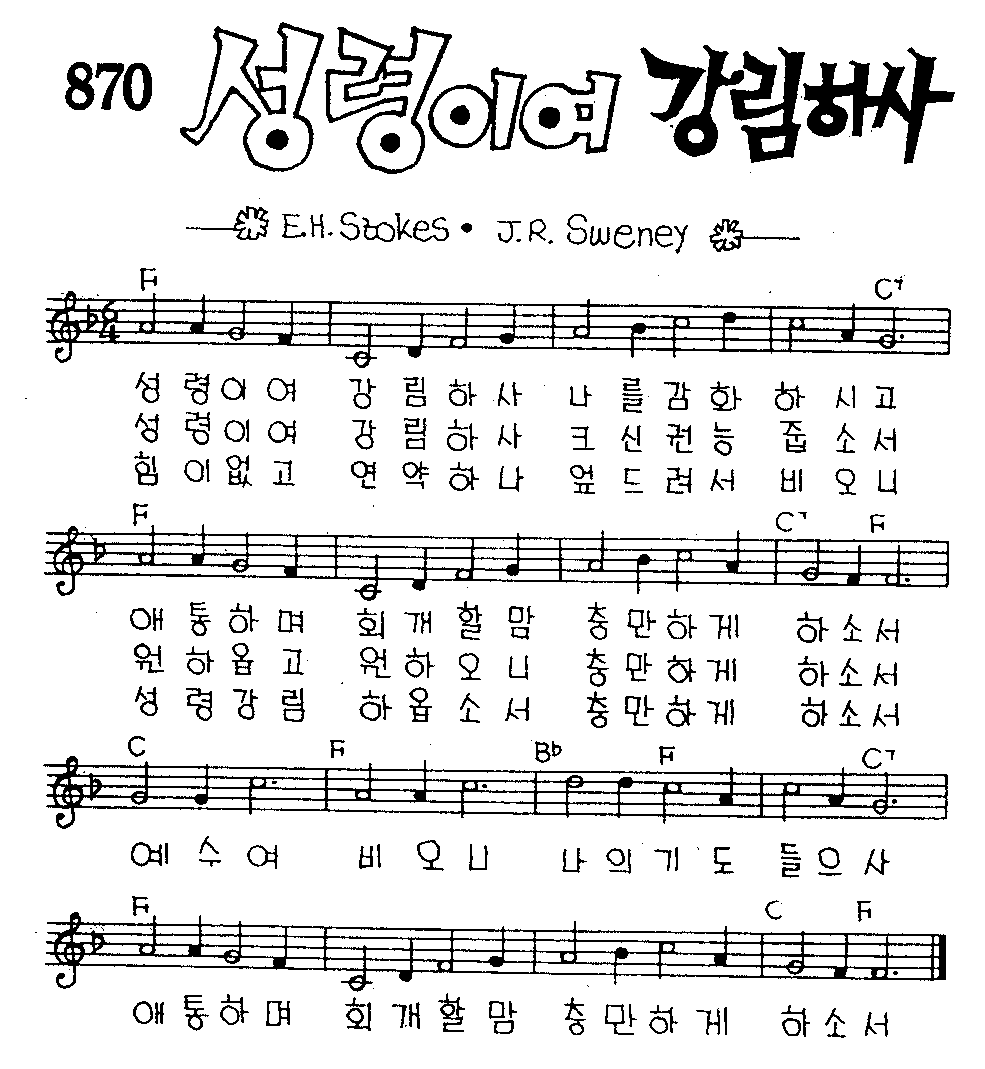 870 성령이여 강림하사
E.H. Stokes • J.R. Sweney
F C7
6 4
성 령이 여 강 림 하 사 나 를 감 화 하 시 고
성 령이 여 강 림 하 사 크 신 권 능 줍 소 서
힘 이없 고 연 약 하 나 엎 드 려 서 비 오 니
F C7 F
애 통 하 며 회 개 할 맘 충 만 하 게 하 소 서
원 하 옵 고 원 하 오 니 충 만 하 게 하 소 서
성 령 강 림 하 옵 소 서 충 만 하 게 하 소 서
C F B♭ F C7
예 수 여 비 오 니 나 의 기 도 들 으 사
F C F
애 통 하 며 회 개 할 맘 충 만 하 게 하 소 서